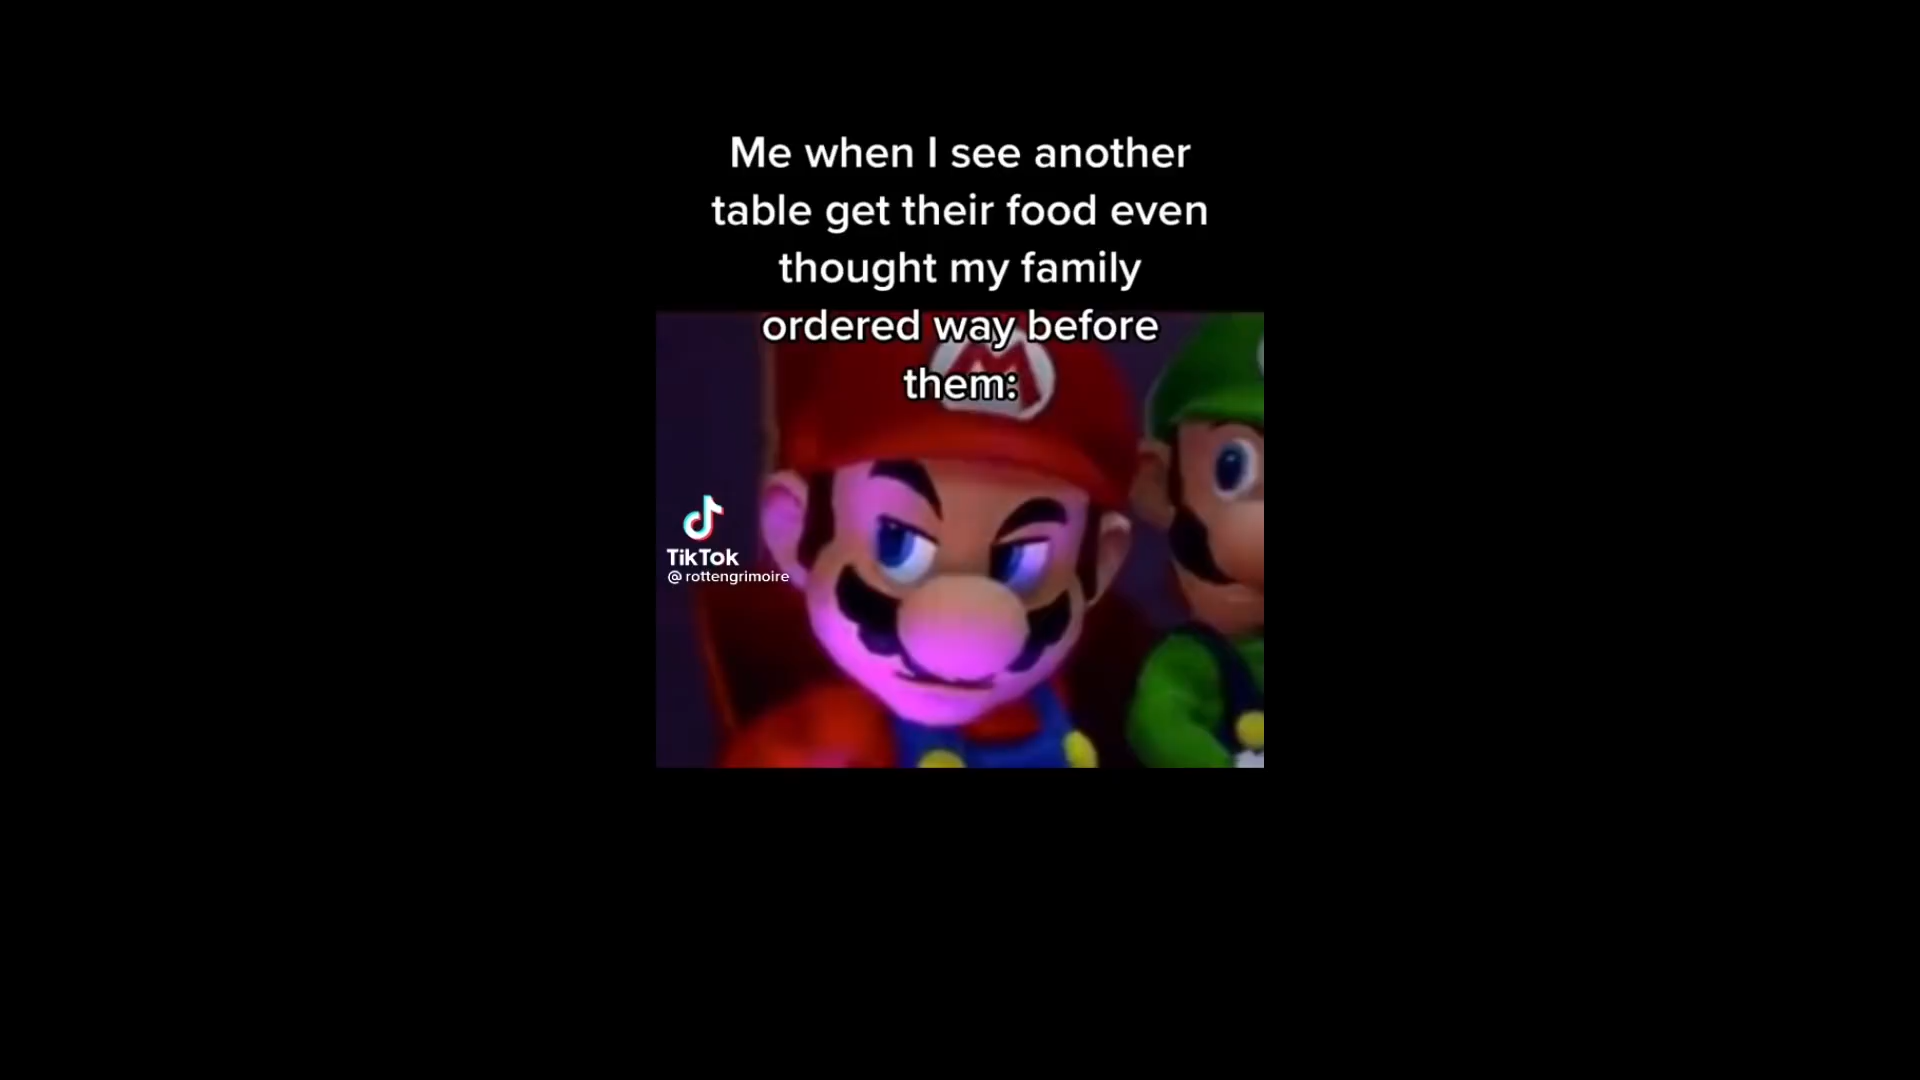 Me when I see another
table get their food even
thought my family
ordered way before
them:
M
TikTok
@rottengrimoire